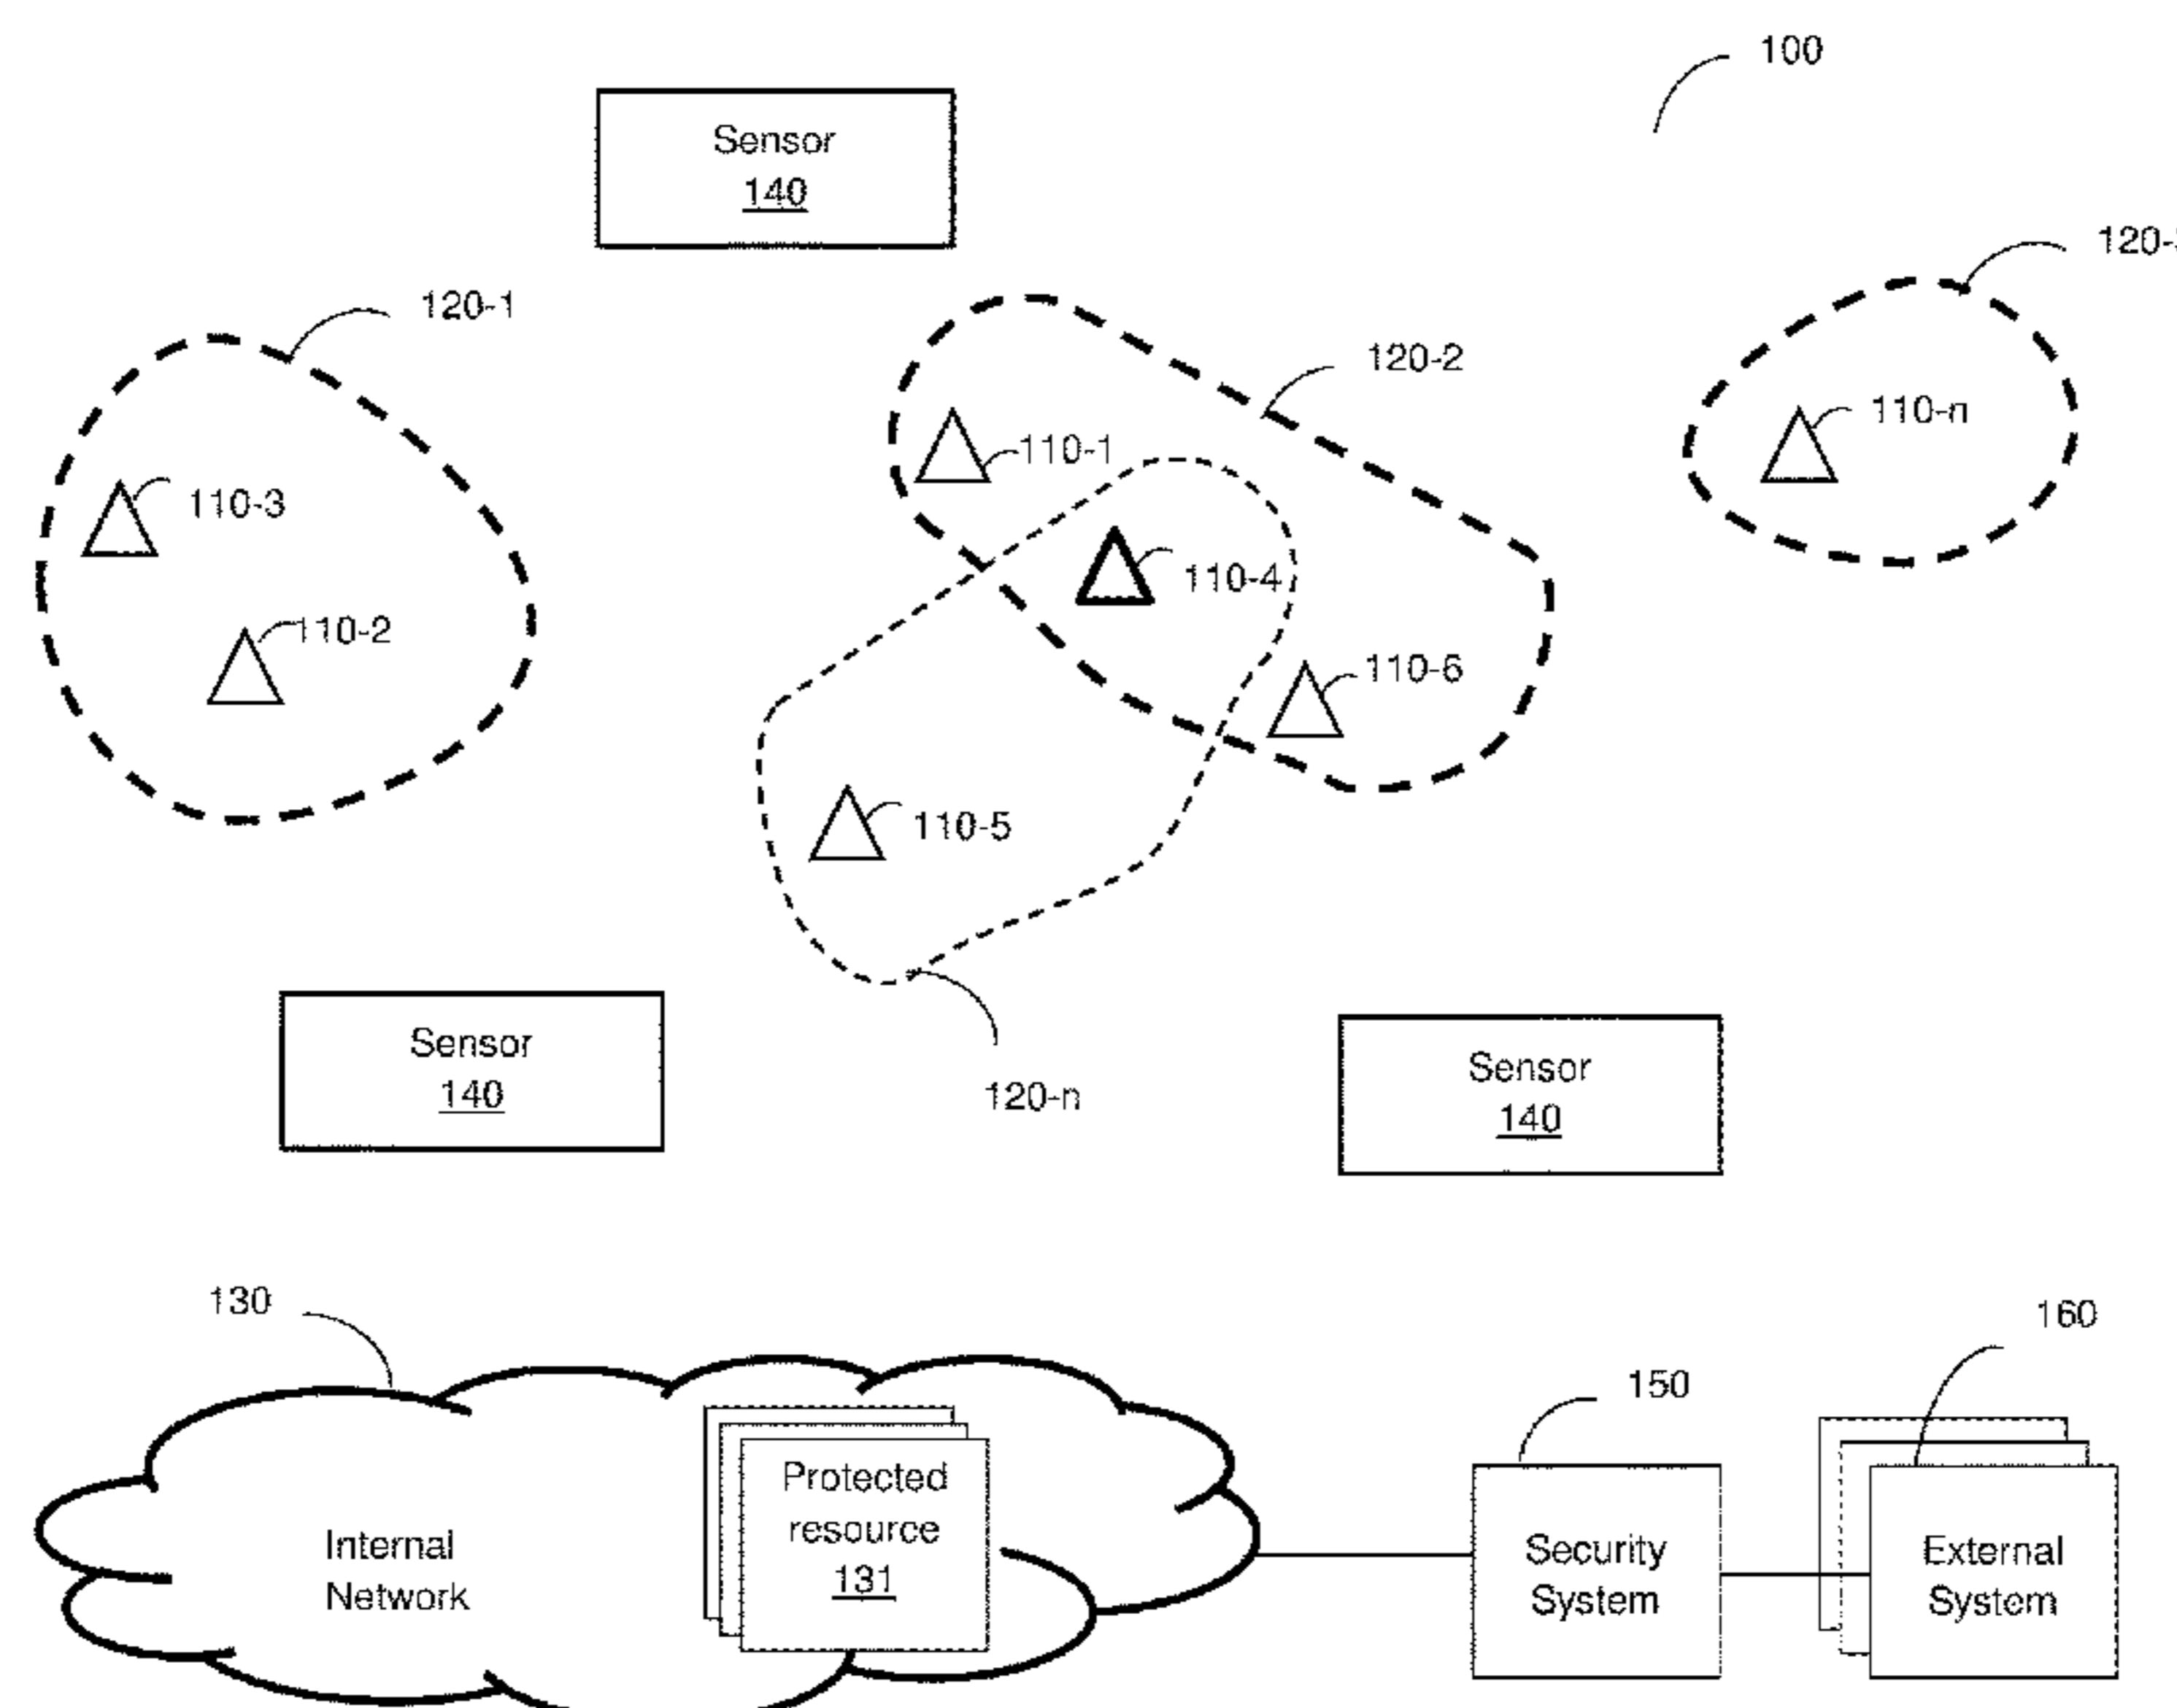 100
Sensor
140
120-
120-1
120-2
110-n
110-1
110-3
110-4
110-2
110-6
110-5
Sensor
140
Sensor
140
120-n
130
160
150
Protected
resource
131
Internal
Network
Security
System
External
System